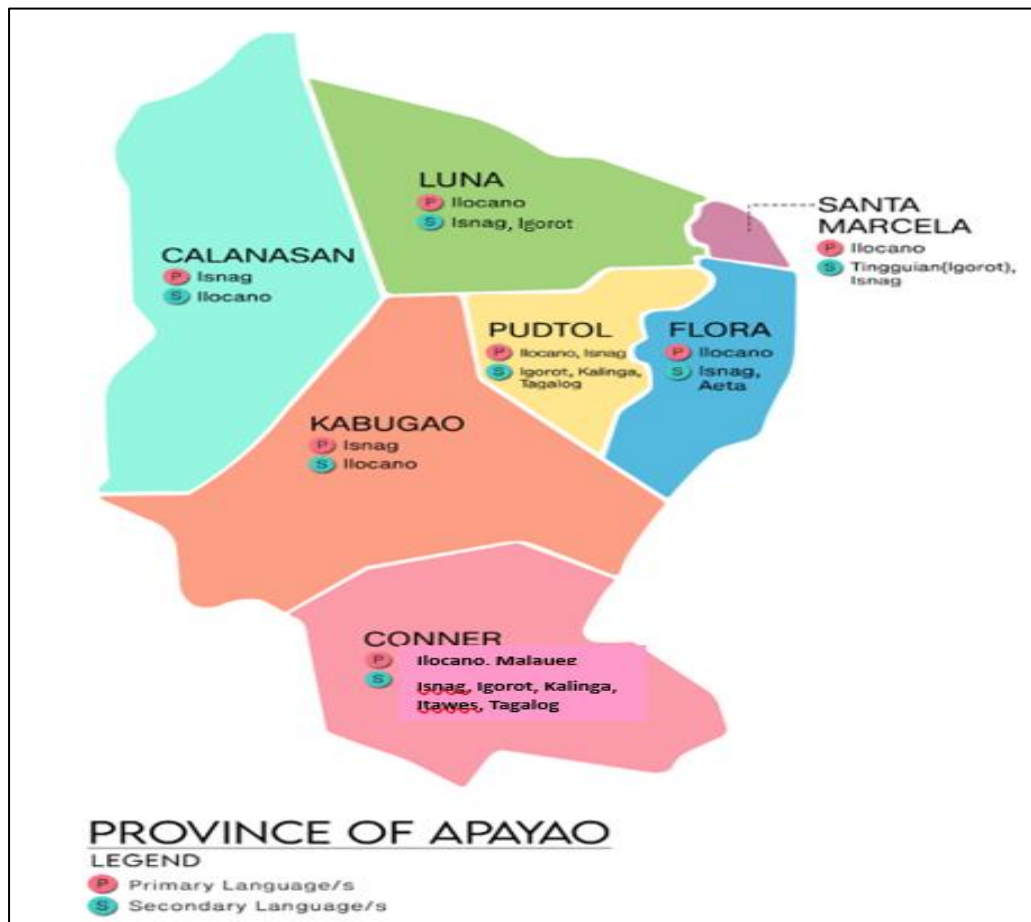 LUNA
P Ilocano
S Isnag, Igorot
SANTA
MARCELA
P Ilocano
S Tingguian(Igorot),
Isnag
CALANASAN
P Isnag
S Ilocano
PUDTOL
P Ilocano, Isnag
S Igorot, Kalinga,
Tagalog
FLORA
P Ilocano
S Isnag,
Aeta
KABUGAO
P Isnag
S Ilocano
CONNER
P Ilocano. Malaueg
S Isnag, Igorot, Kalinga,
Itawes, Tagalog
PROVINCE OF APAYAO
LEGEND
P Primary Language/s
S Secondary Language/s